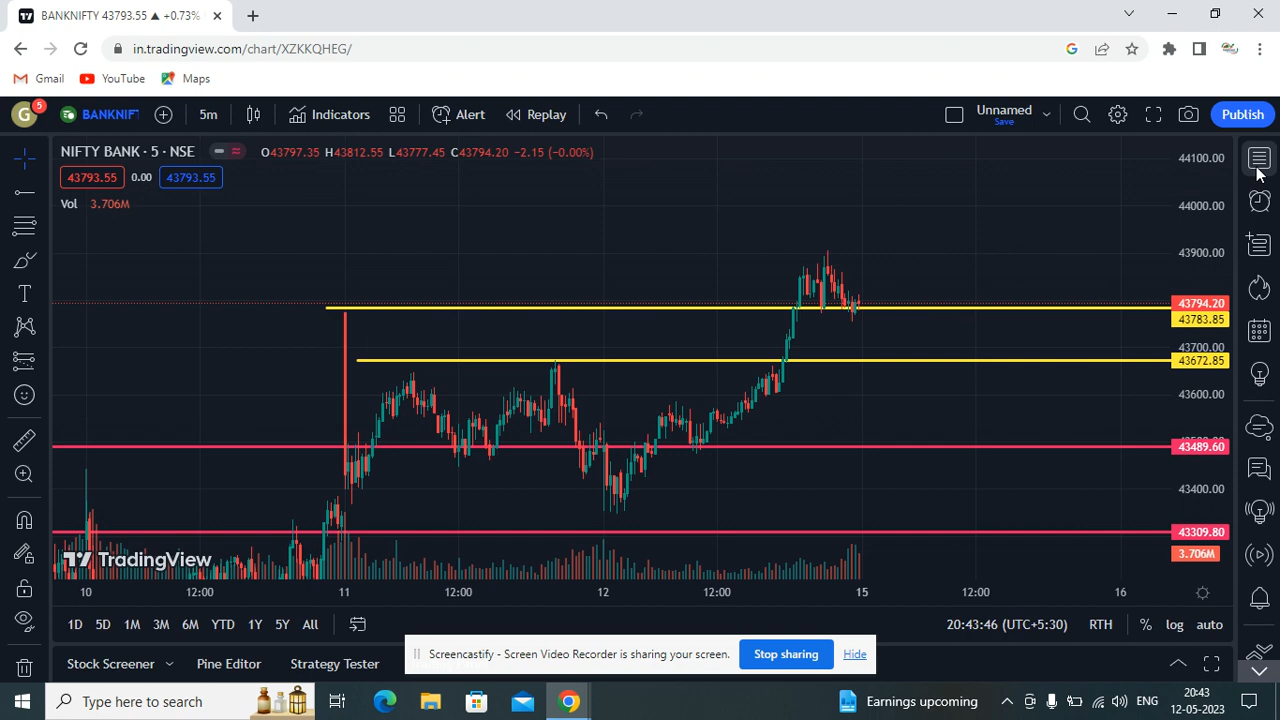 BANKNIFTY 43793.55 ▲ +0.73%
in.tradingview.com/chart/XZKKQHEG/
Gmail YouTube Maps
G 5 BANKNIF 5m Indicators Alert Replay Unnamed Save Publish
NIFTY BANK · 5 · NSE O43797.35 H43812.55 L43777.45 C43794.20 -2.15 (-0.00%)
43793.55 0.00 43793.55
Vol 3.706M
44100.00
44000.00
43900.00
43794.20
43783.85
43700.00
43672.85
43600.00
43489.60
43400.00
43309.80
3.706M
TradingView
10 12:00 11 12:00 12 12:00 15 12:00 16
1D 5D 1M 3M 6M YTD 1Y 5Y All 20:43:46 (UTC+5:30) RTH % log auto
Screencastify - Screen Video Recorder is sharing your screen. Stop sharing Hide
Stock Screener Pine Editor Strategy Tester
Type here to search Earnings upcoming ENG 20:43
12-05-2023